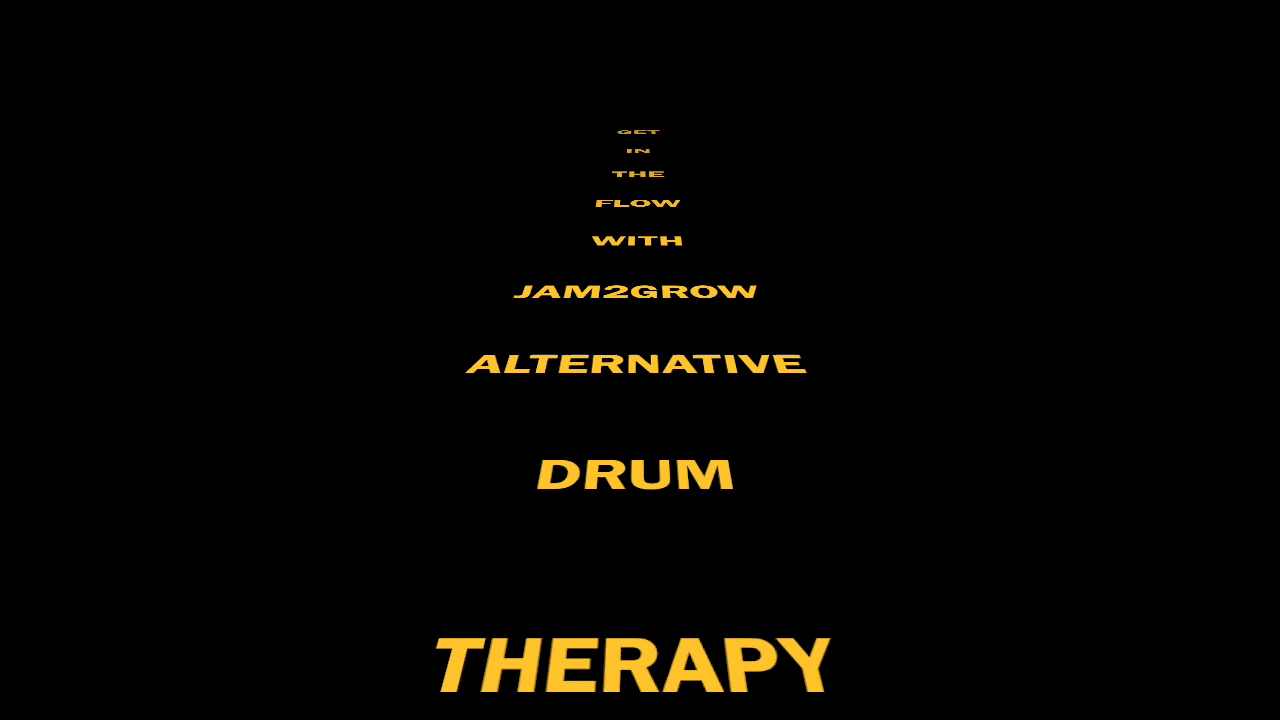 GET
IN
THE
FLOW
WITH
JAM2GROW
ALTERNATIVE
DRUM
THERAPY